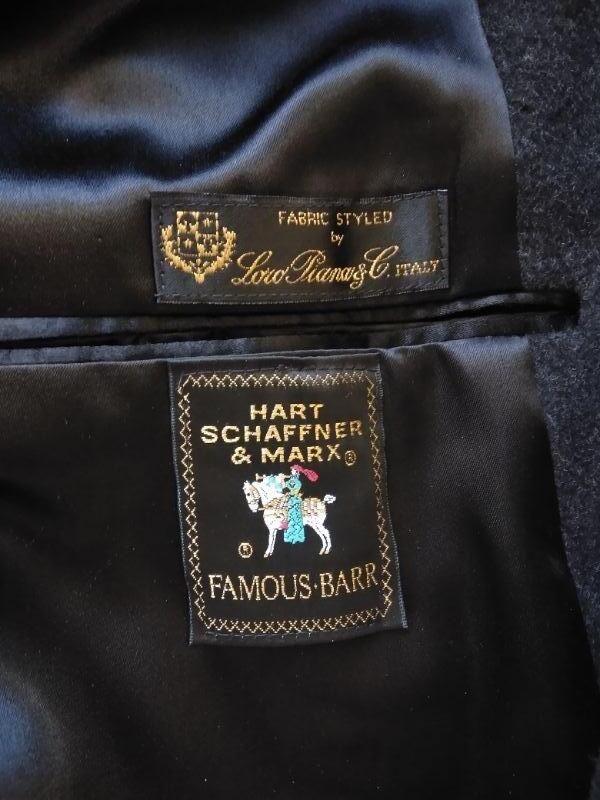 FABRIC STYLED
by
Loro Piana & C. ITALY
HART
SCHAFFNER
& MARX®
®
FAMOUS·BARR